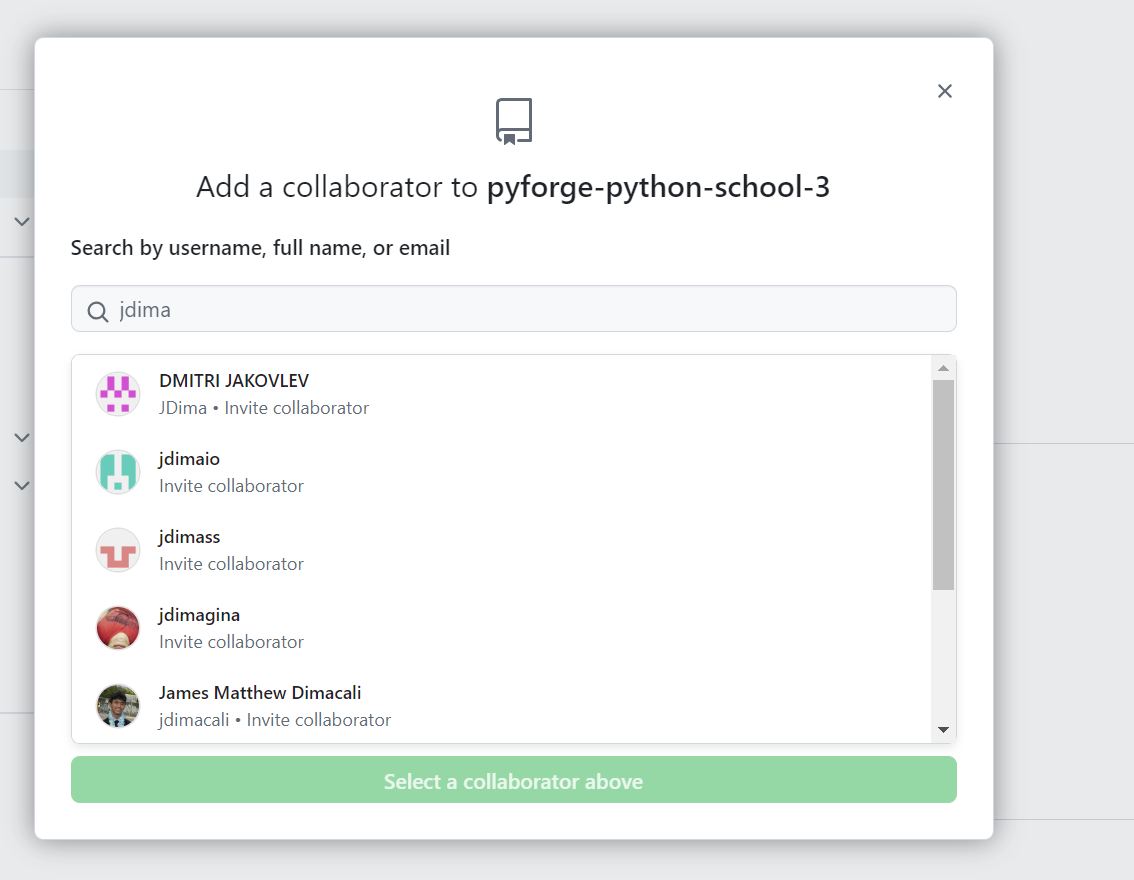 Add a collaborator to pyforge-python-school-3
Search by username, full name, or email
jdima
DMITRI JAKOVLEV
JDima • Invite collaborator
jdimaio
Invite collaborator
jdimass
Invite collaborator
jdimagina
Invite collaborator
James Matthew Dimacali
jdimacali • Invite collaborator
Select a collaborator above